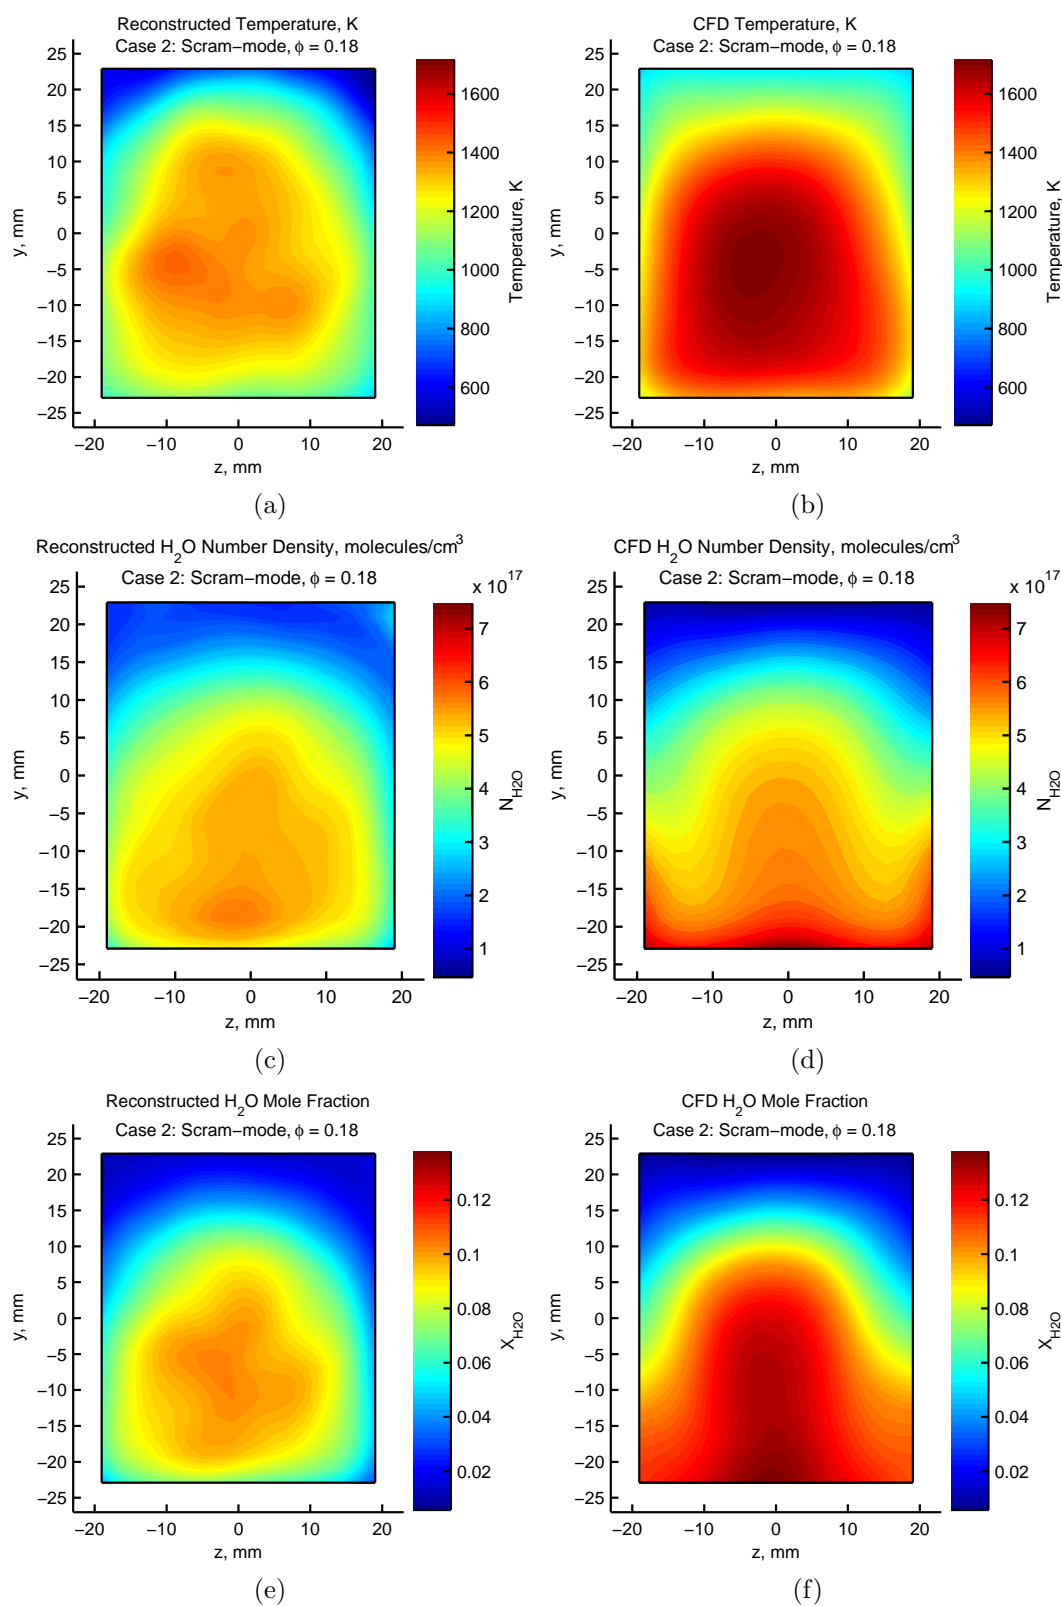 Reconstructed Temperature, K
Case 2: Scram−mode, ϕ = 0.18
25
20
15
10
5
0
−5
−10
−15
−20
−25
y, mm
−20 −10 0 10 20
z, mm
1600
1400
1200
1000
800
600
Temperature, K
(a)
CFD Temperature, K
Case 2: Scram−mode, ϕ = 0.18
25
20
15
10
5
0
−5
−10
−15
−20
−25
y, mm
−20 −10 0 10 20
z, mm
1600
1400
1200
1000
800
600
Temperature, K
(b)
Reconstructed H2O Number Density, molecules/cm3
Case 2: Scram−mode, ϕ = 0.18
25
20
15
10
5
0
−5
−10
−15
−20
−25
y, mm
−20 −10 0 10 20
z, mm
x 10^17
7
6
5
4
3
2
1
N_H2O
(c)
CFD H2O Number Density, molecules/cm3
Case 2: Scram−mode, ϕ = 0.18
25
20
15
10
5
0
−5
−10
−15
−20
−25
y, mm
−20 −10 0 10 20
z, mm
x 10^17
7
6
5
4
3
2
1
N_H2O
(d)
Reconstructed H2O Mole Fraction
Case 2: Scram−mode, ϕ = 0.18
25
20
15
10
5
0
−5
−10
−15
−20
−25
y, mm
−20 −10 0 10 20
z, mm
0.12
0.1
0.08
0.06
0.04
0.02
X_H2O
(e)
CFD H2O Mole Fraction
Case 2: Scram−mode, ϕ = 0.18
25
20
15
10
5
0
−5
−10
−15
−20
−25
y, mm
−20 −10 0 10 20
z, mm
0.12
0.1
0.08
0.06
0.04
0.02
X_H2O
(f)